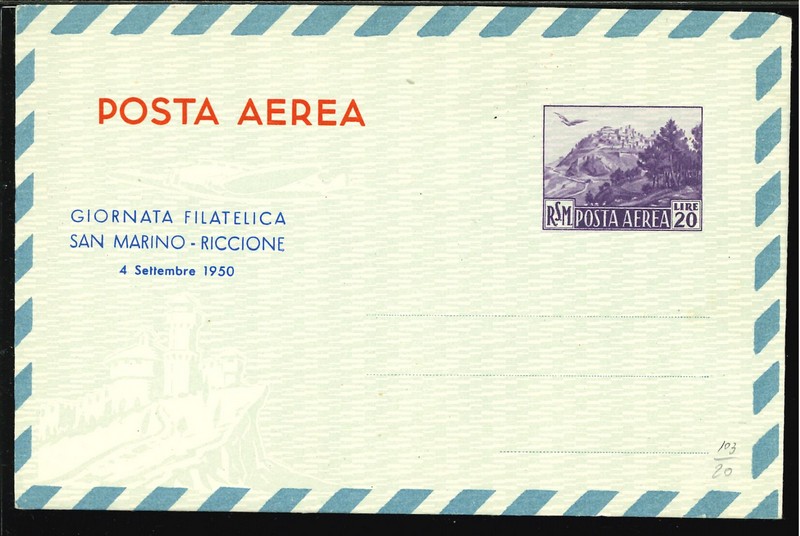 POSTA AEREA
GIORNATA FILATELICA
SAN MARINO - RICCIONE
4 Settembre 1950
RSM POSTA AEREA LIRE 20
103
20